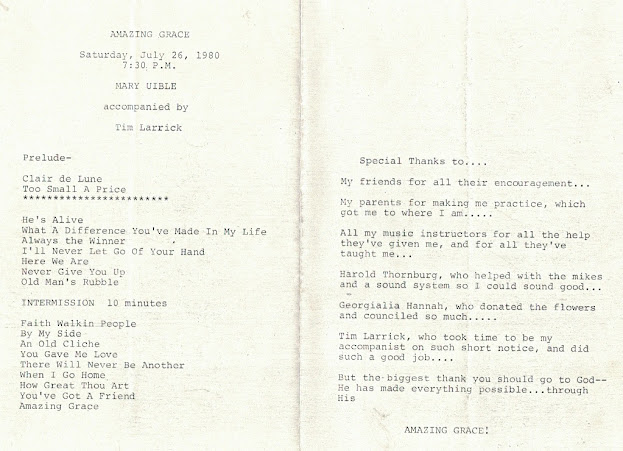 AMAZING GRACE
Saturday, July 26, 1980
7:30 P.M.
MARY UIBLE
accompanied by
Tim Larrick
Prelude-
Clair de Lune
Too Small A Price
************************
He's Alive
What A Difference You've Made In My Life
Always the Winner
I'll Never Let Go Of Your Hand
Here We Are
Never Give You Up
Old Man's Rubble
INTERMISSION 10 minutes
Faith Walkin People
By My Side
An Old Cliche
You Gave Me Love
There Will Never Be Another
When I Go Home
How Great Thou Art
You've Got A Friend
Amazing Grace
Special Thanks to....
My friends for all their encouragement...
My parents for making me practice, which
got me to where I am.....
All my music instructors for all the help
they've given me, and for all they've
taught me...
Harold Thornburg, who helped with the mikes
and a sound system so I could sound good...
Georgialia Hannah, who donated the flowers
and counciled so much.....
Tim Larrick, who took time to be my
accompanist on such short notice, and did
such a good job....
But the biggest thank you should go to God--
He has made everything possible...through
His
AMAZING GRACE!